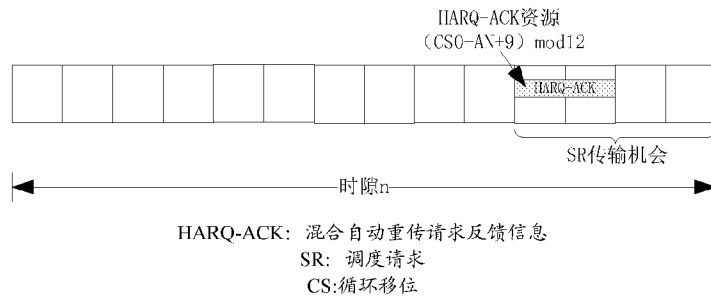 HARQ-ACK资源
（CS0-AN+9）mod12
HARQ-ACK
SR传输机会
时隙n
HARQ-ACK：混合自动重传请求反馈信息
SR：调度请求
CS:循环移位